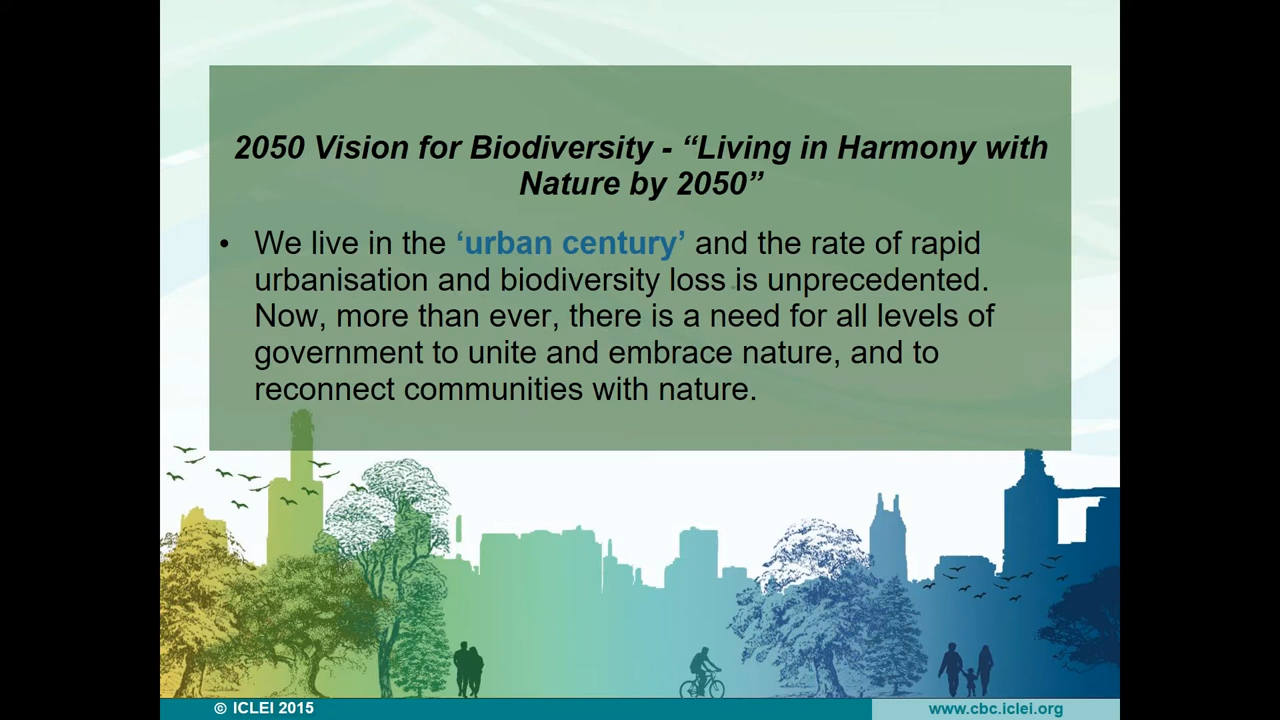 2050 Vision for Biodiversity - “Living in Harmony with
Nature by 2050”
• We live in the ‘urban century’ and the rate of rapid
urbanisation and biodiversity loss is unprecedented.
Now, more than ever, there is a need for all levels of
government to unite and embrace nature, and to
reconnect communities with nature.
© ICLEI 2015
www.cbc.iclei.org